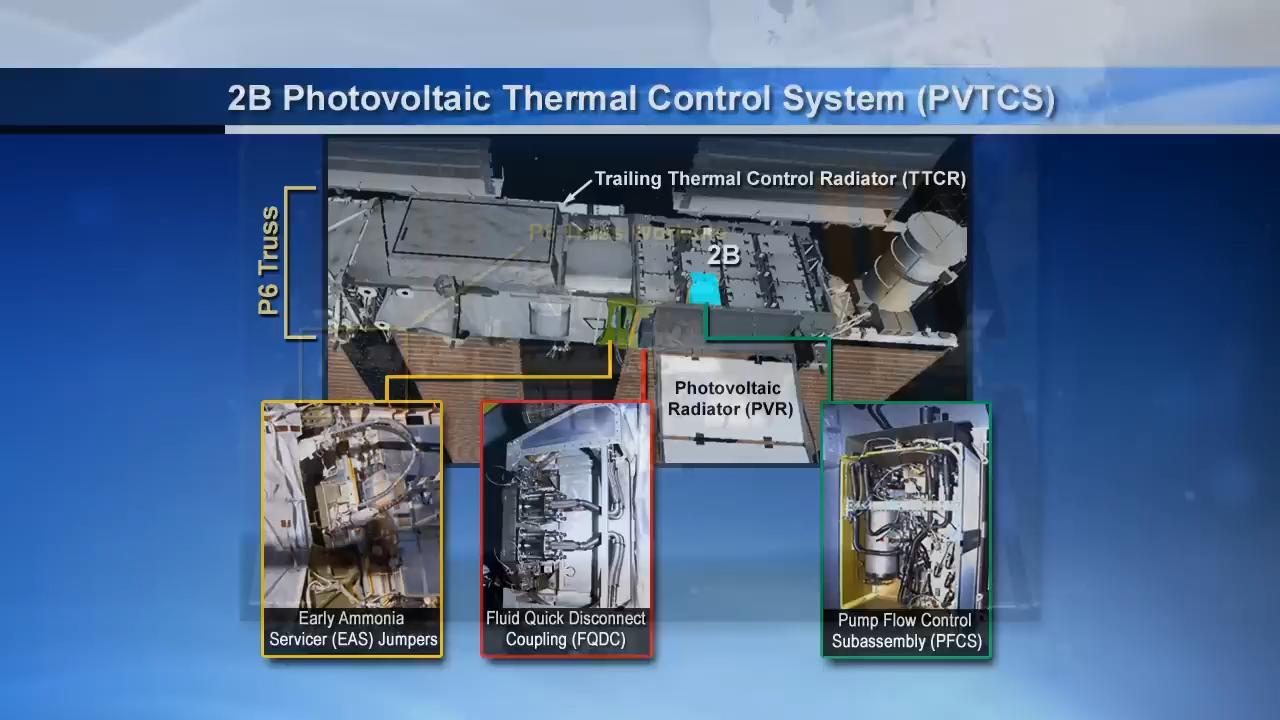 2B Photovoltaic Thermal Control System (PVTCS)
Trailing Thermal Control Radiator (TTCR)
P6 Truss
2B
Photovoltaic
Radiator (PVR)
Early Ammonia
Servicer (EAS) Jumpers
Fluid Quick Disconnect
Coupling (FQDC)
Pump Flow Control
Subassembly (PFCS)